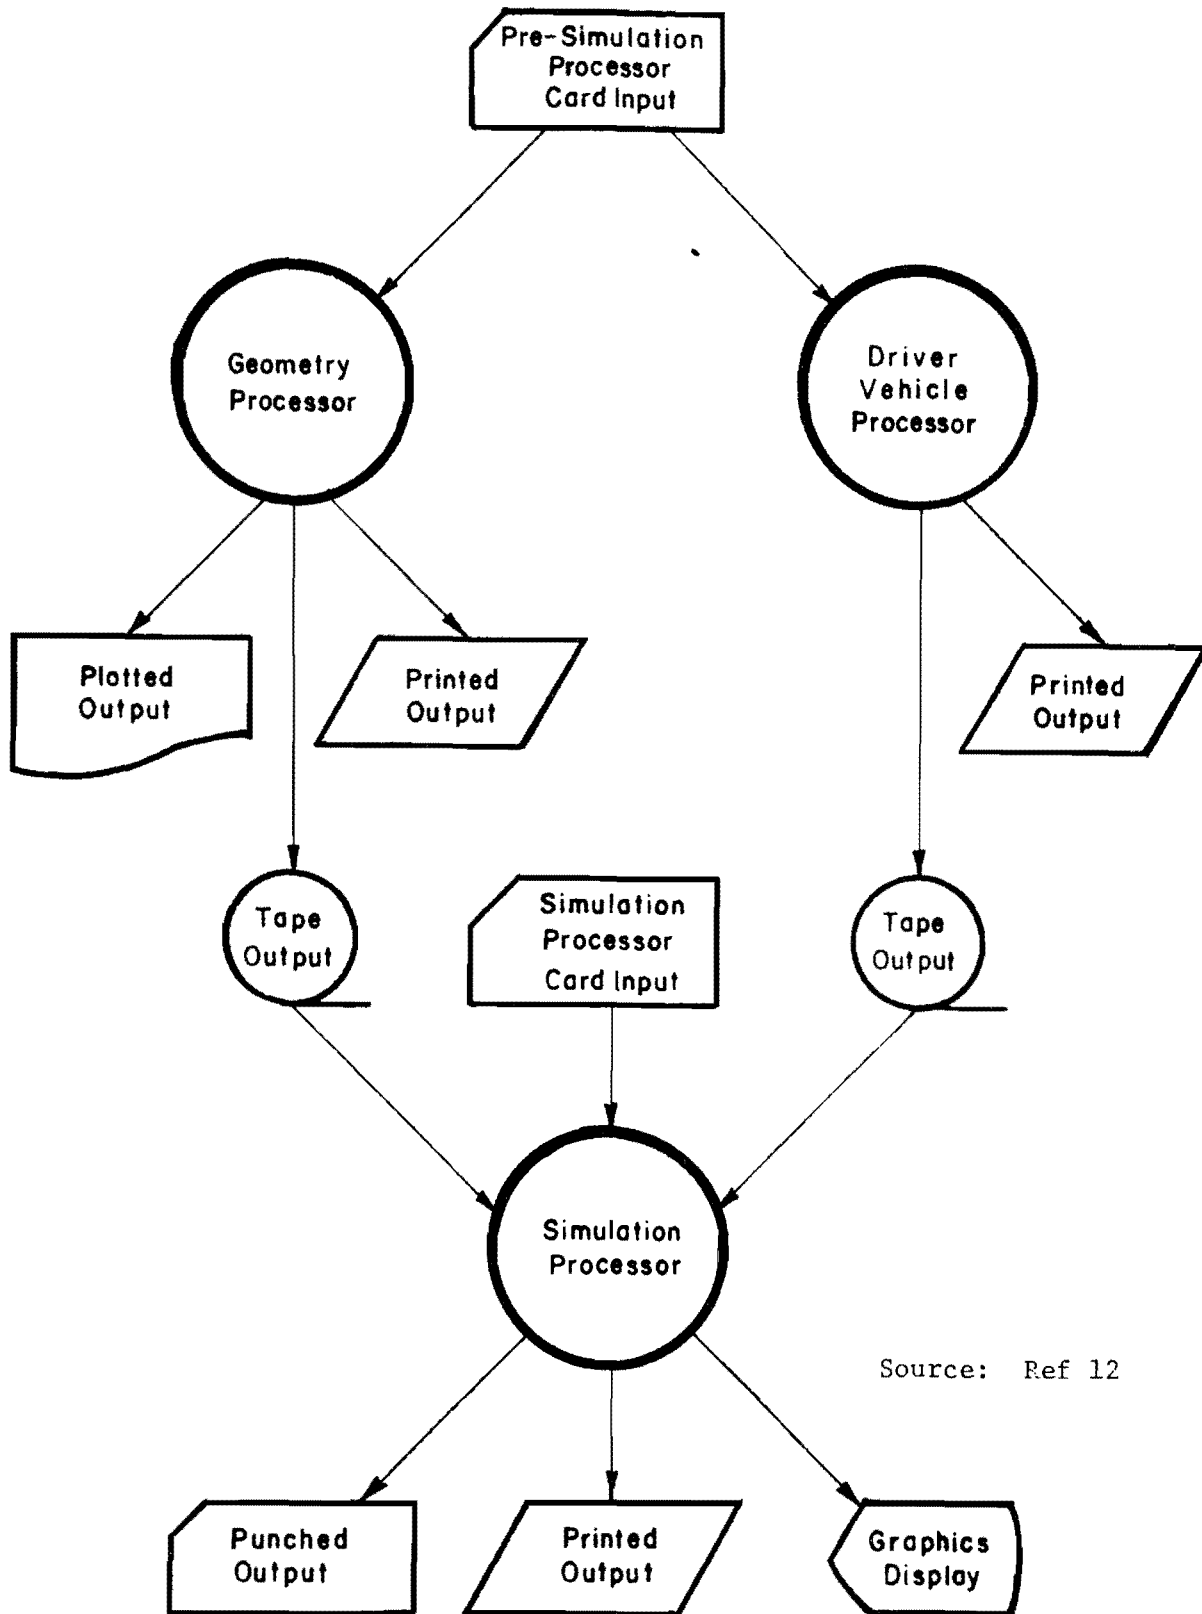 Pre-Simulation
Processor
Card Input
Geometry
Processor
Driver
Vehicle
Processor
Plotted
Output
Printed
Output
Printed
Output
Tape
Output
Simulation
Processor
Card Input
Tape
Output
Simulation
Processor
Source: Ref 12
Punched
Output
Printed
Output
Graphics
Display